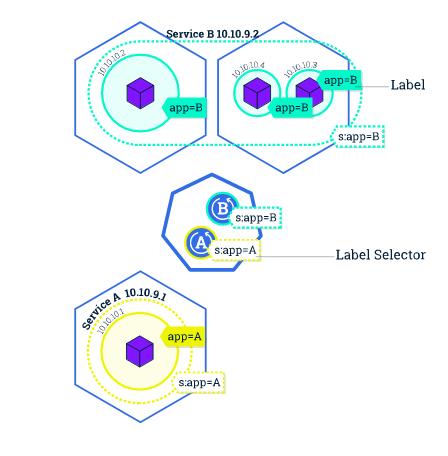 Service B 10.10.9.2
10.10.10.2
10.10.10.4
10.10.10.3
app=B
app=B
app=B
Label
s:app=B
B
s:app=B
A
s:app=A
Label Selector
Service A 10.10.9.1
10.10.10.1
app=A
s:app=A